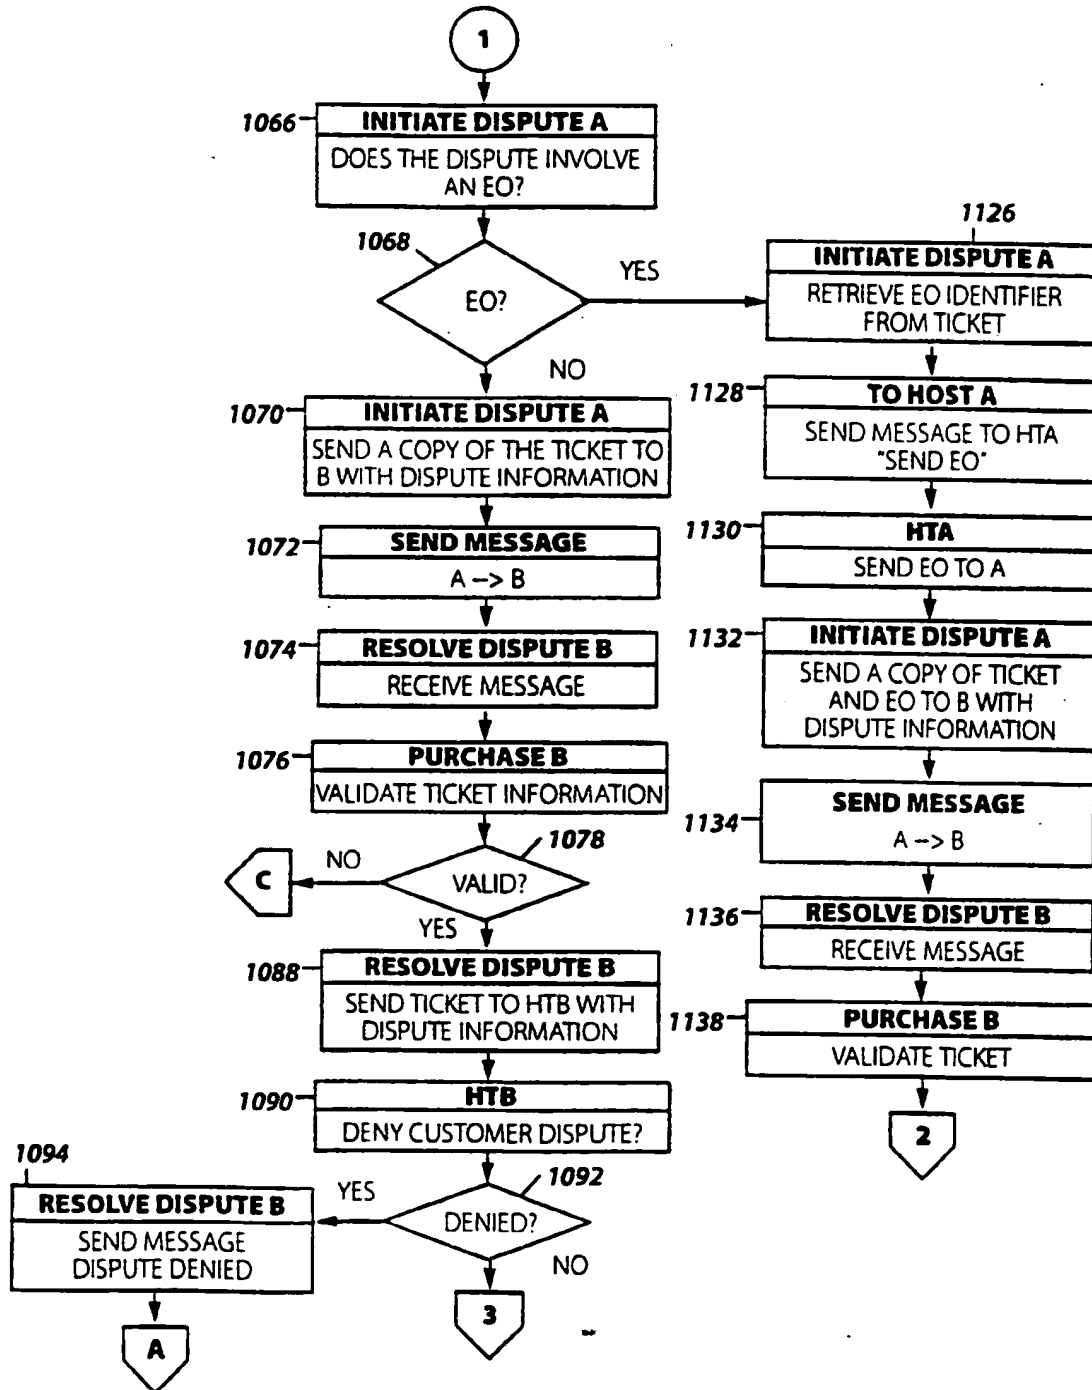 1
1066
INITIATE DISPUTE A
DOES THE DISPUTE INVOLVE
AN EO?
1068
EO?
YES
NO
1070
INITIATE DISPUTE A
SEND A COPY OF THE TICKET TO
B WITH DISPUTE INFORMATION
1072
SEND MESSAGE
A --> B
1074
RESOLVE DISPUTE B
RECEIVE MESSAGE
1076
PURCHASE B
VALIDATE TICKET INFORMATION
1078
VALID?
NO
C
YES
1088
RESOLVE DISPUTE B
SEND TICKET TO HTB WITH
DISPUTE INFORMATION
1090
HTB
DENY CUSTOMER DISPUTE?
1092
DENIED?
YES
NO
1094
RESOLVE DISPUTE B
SEND MESSAGE
DISPUTE DENIED
A
3
1126
INITIATE DISPUTE A
RETRIEVE EO IDENTIFIER
FROM TICKET
1128
TO HOST A
SEND MESSAGE TO HTA
"SEND EO"
1130
HTA
SEND EO TO A
1132
INITIATE DISPUTE A
SEND A COPY OF TICKET
AND EO TO B WITH
DISPUTE INFORMATION
1134
SEND MESSAGE
A --> B
1136
RESOLVE DISPUTE B
RECEIVE MESSAGE
1138
PURCHASE B
VALIDATE TICKET
2